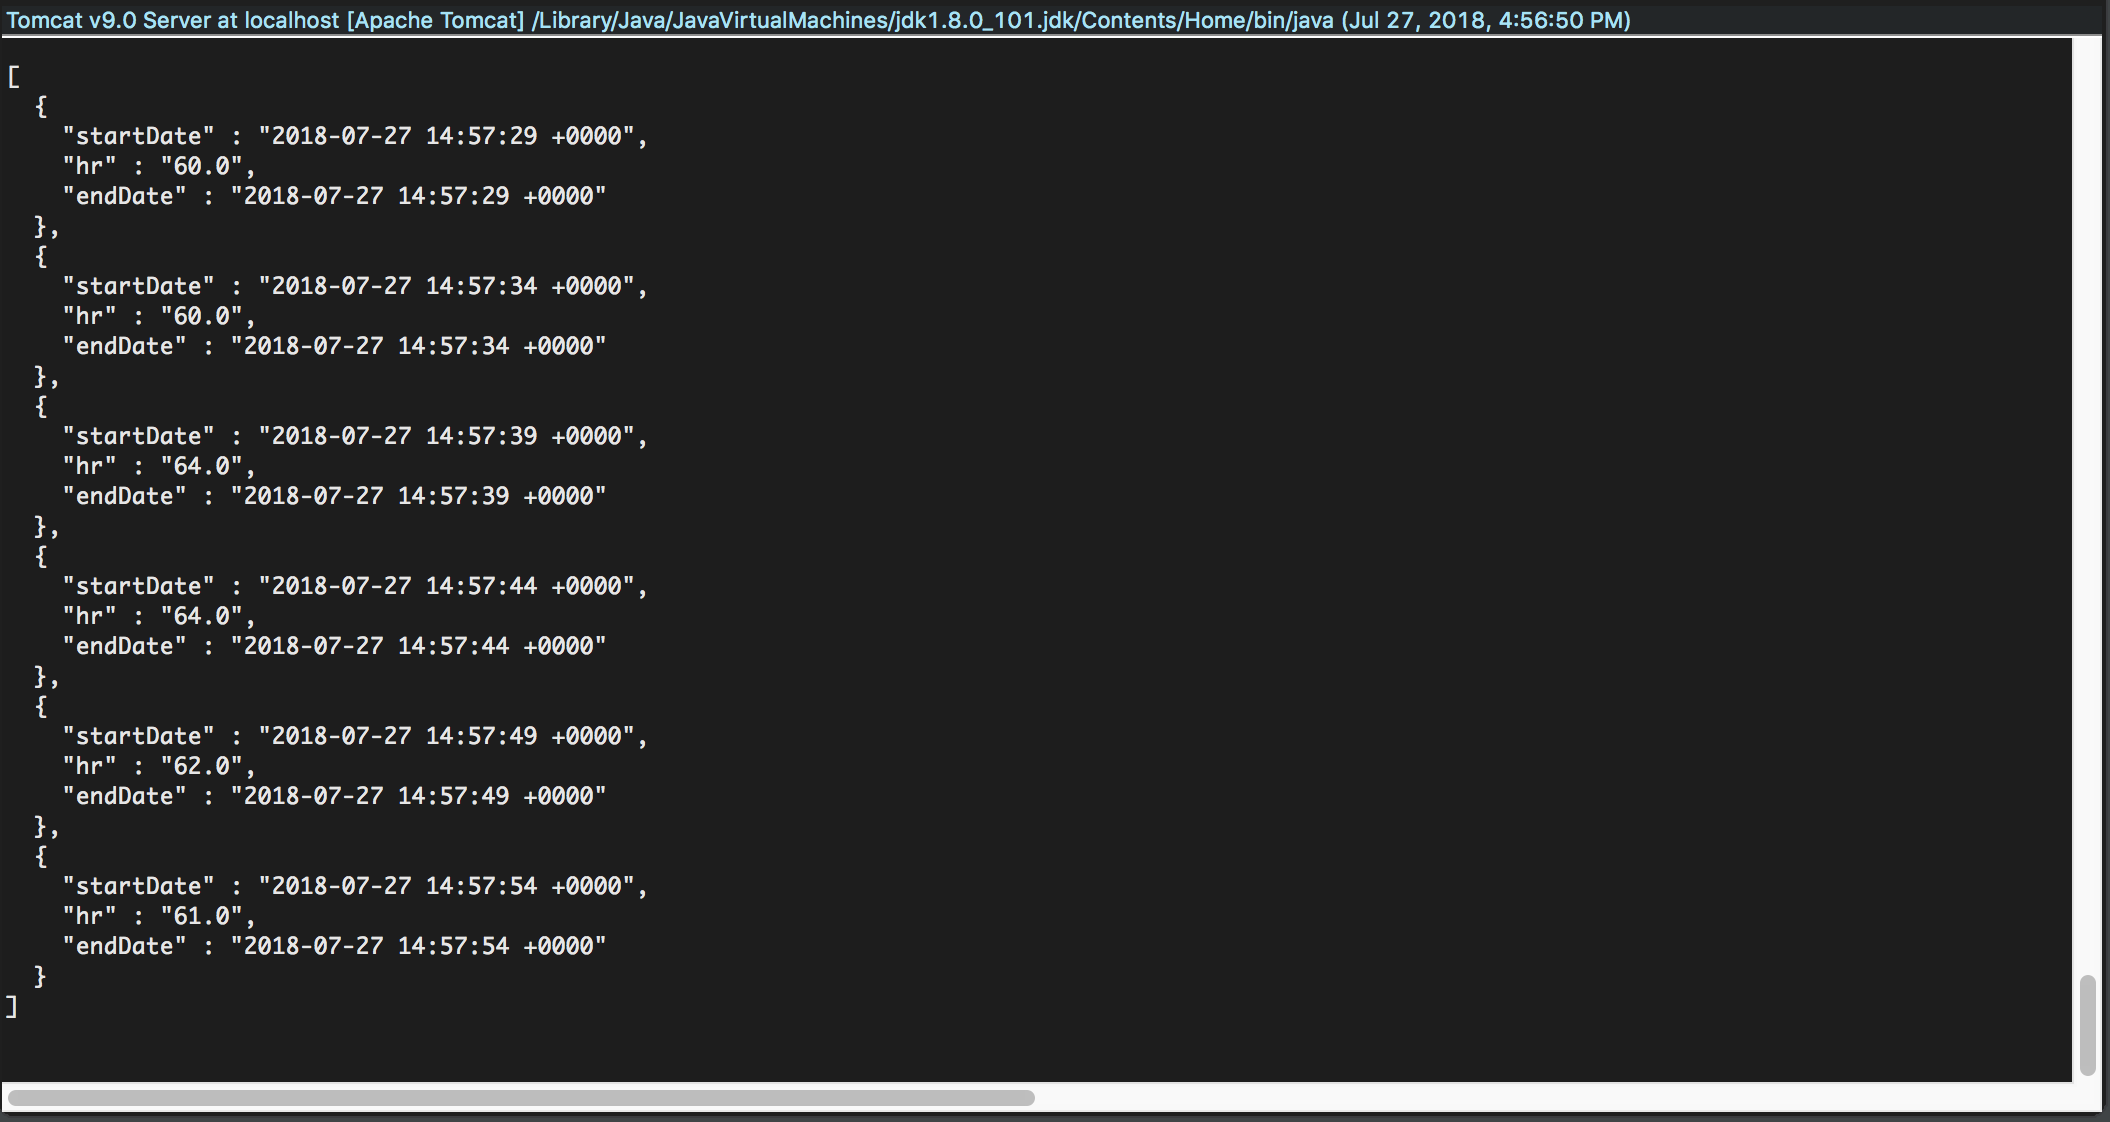 Tomcat v9.0 Server at localhost [Apache Tomcat] /Library/Java/JavaVirtualMachines/jdk1.8.0_101.jdk/Contents/Home/bin/java (Jul 27, 2018, 4:56:50 PM)
[
  {
    "startDate" : "2018-07-27 14:57:29 +0000",
    "hr" : "60.0",
    "endDate" : "2018-07-27 14:57:29 +0000"
  },
  {
    "startDate" : "2018-07-27 14:57:34 +0000",
    "hr" : "60.0",
    "endDate" : "2018-07-27 14:57:34 +0000"
  },
  {
    "startDate" : "2018-07-27 14:57:39 +0000",
    "hr" : "64.0",
    "endDate" : "2018-07-27 14:57:39 +0000"
  },
  {
    "startDate" : "2018-07-27 14:57:44 +0000",
    "hr" : "64.0",
    "endDate" : "2018-07-27 14:57:44 +0000"
  },
  {
    "startDate" : "2018-07-27 14:57:49 +0000",
    "hr" : "62.0",
    "endDate" : "2018-07-27 14:57:49 +0000"
  },
  {
    "startDate" : "2018-07-27 14:57:54 +0000",
    "hr" : "61.0",
    "endDate" : "2018-07-27 14:57:54 +0000"
  }
]